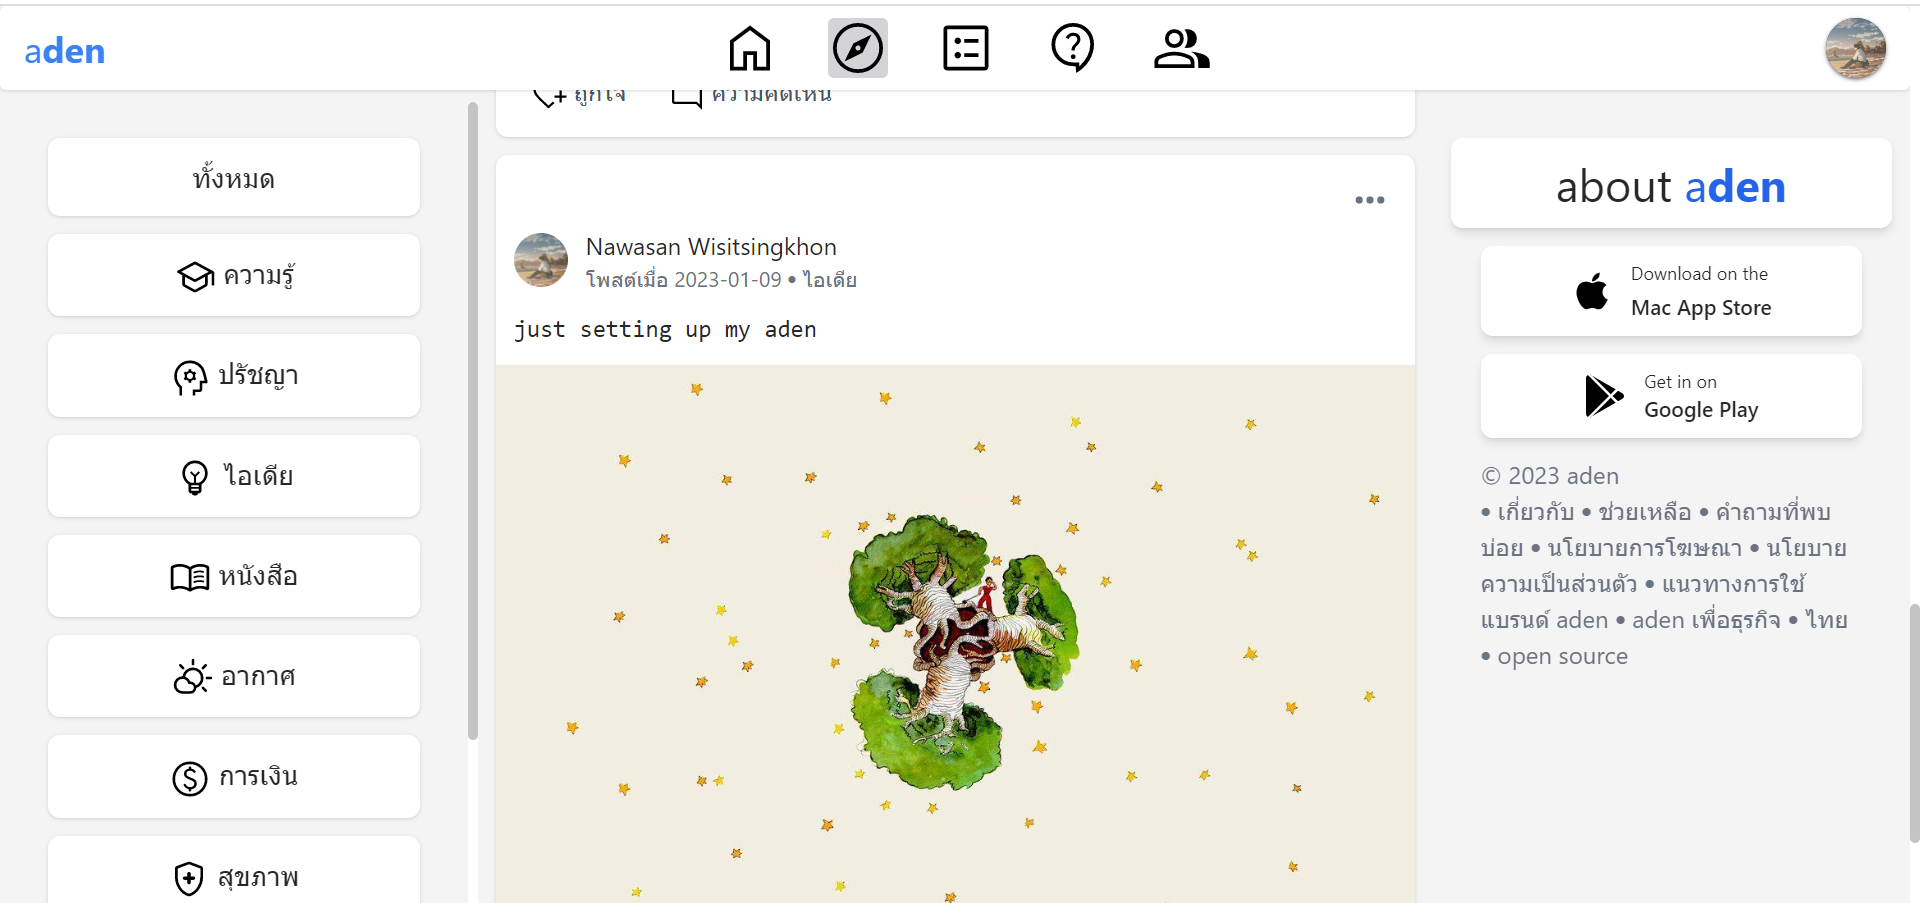 aden
ถูกใจ
ความคิดเห็น
ทั้งหมด
ความรู้
ปรัชญา
ไอเดีย
หนังสือ
อากาศ
การเงิน
สุขภาพ
Nawasan Wisitsingkhon
โพสต์เมื่อ 2023-01-09 • ไอเดีย
just setting up my aden
about aden
Download on the
Mac App Store
Get in on
Google Play
© 2023 aden
• เกี่ยวกับ • ช่วยเหลือ • คำถามที่พบ
บ่อย • นโยบายการโฆษณา • นโยบาย
ความเป็นส่วนตัว • แนวทางการใช้
แบรนด์ aden • aden เพื่อธุรกิจ • ไทย
• open source